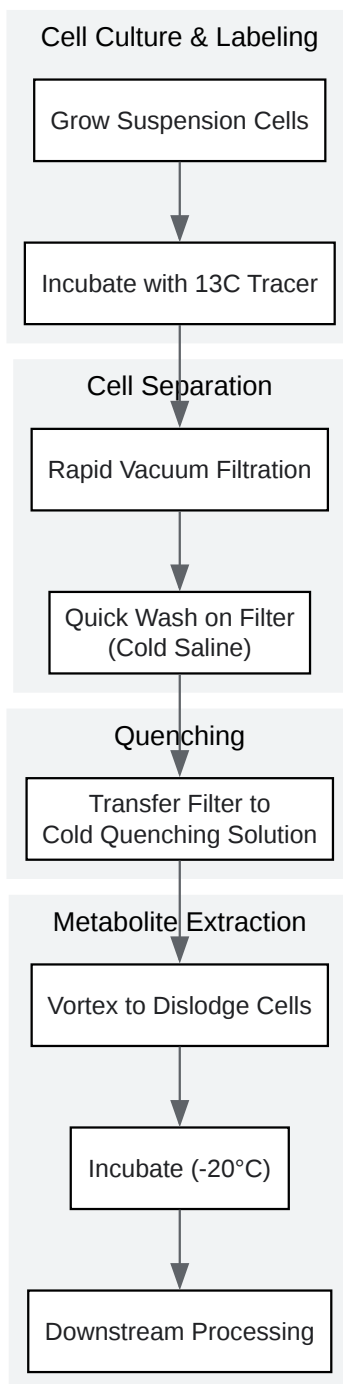 Cell Culture & Labeling
Grow Suspension Cells
Incubate with 13C Tracer
Cell Separation
Rapid Vacuum Filtration
Quick Wash on Filter
(Cold Saline)
Quenching
Transfer Filter to
Cold Quenching Solution
Metabolite Extraction
Vortex to Dislodge Cells
Incubate (-20°C)
Downstream Processing